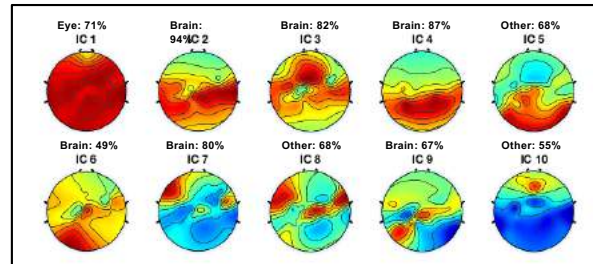 Eye: 71%
IC 1
Brain: 94%
IC 2
Brain: 82%
IC 3
Brain: 87%
IC 4
Other: 68%
IC 5
Brain: 49%
IC 6
Brain: 80%
IC 7
Other: 68%
IC 8
Brain: 67%
IC 9
Other: 55%
IC 10